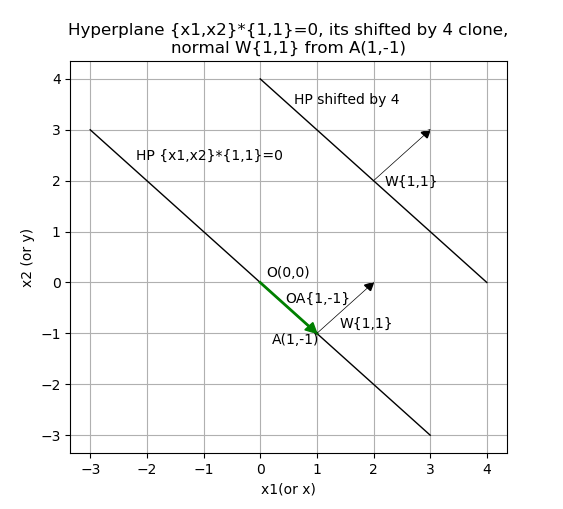 Hyperplane {x1,x2}*{1,1}=0, its shifted by 4 clone,
normal W{1,1} from A(1,-1)
4
HP shifted by 4
3
HP {x1,x2}*{1,1}=0
2
W{1,1}
1
x2 (or y)
O(0,0)
0
OA{1,-1}
W{1,1}
−1
A(1,-1)
−2
−3
−3 −2 −1 0 1 2 3 4
x1(or x)